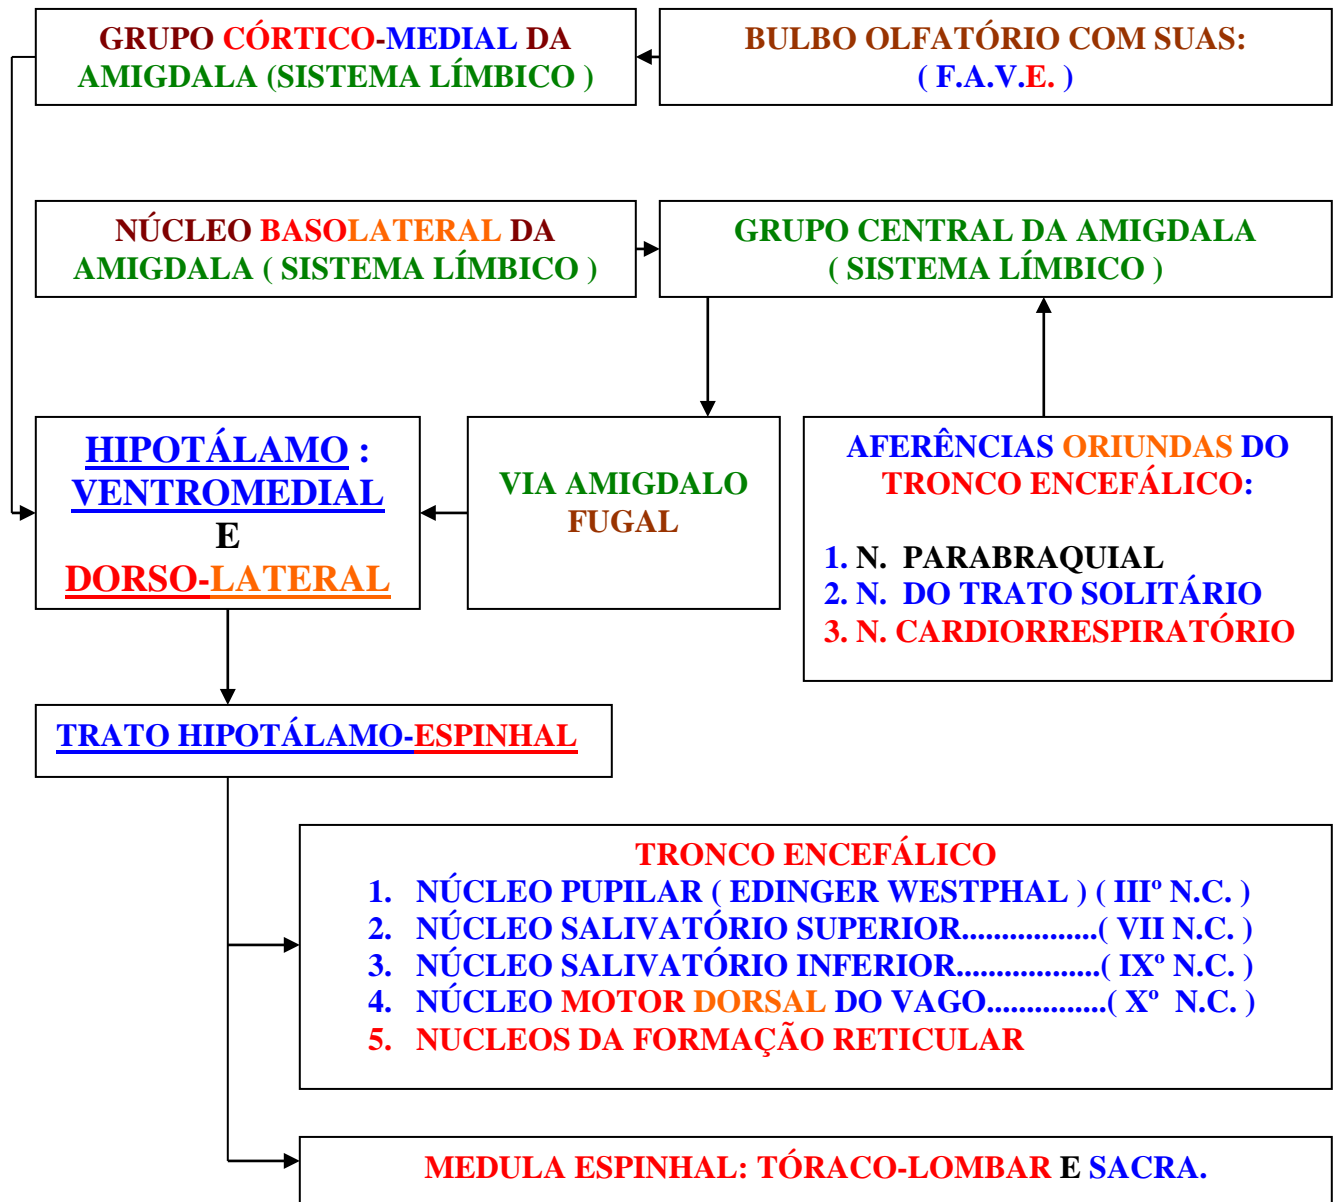 GRUPO CÓRTICO-MEDIAL DA
AMIGDALA (SISTEMA LÍMBICO )
BULBO OLFATÓRIO COM SUAS:
( F.A.V.E. )
NÚCLEO BASOLATERAL DA
AMIGDALA ( SISTEMA LÍMBICO )
GRUPO CENTRAL DA AMIGDALA
( SISTEMA LÍMBICO )
HIPOTÁLAMO :
VENTROMEDIAL
E
DORSO-LATERAL
VIA AMIGDALO
FUGAL
AFERÊNCIAS ORIUNDAS DO
TRONCO ENCEFÁLICO:
1. N. PARABRAQUIAL
2. N. DO TRATO SOLITÁRIO
3. N. CARDIORRESPIRATÓRIO
TRATO HIPOTÁLAMO-ESPINHAL
TRONCO ENCEFÁLICO
1. NÚCLEO PUPILAR ( EDINGER WESTPHAL ) ( IIIº N.C. )
2. NÚCLEO SALIVATÓRIO SUPERIOR.................( VII N.C. )
3. NÚCLEO SALIVATÓRIO INFERIOR..................( IXº N.C. )
4. NÚCLEO MOTOR DORSAL DO VAGO...............( Xº N.C. )
5. NUCLEOS DA FORMAÇÃO RETICULAR
MEDULA ESPINHAL: TÓRACO-LOMBAR E SACRA.